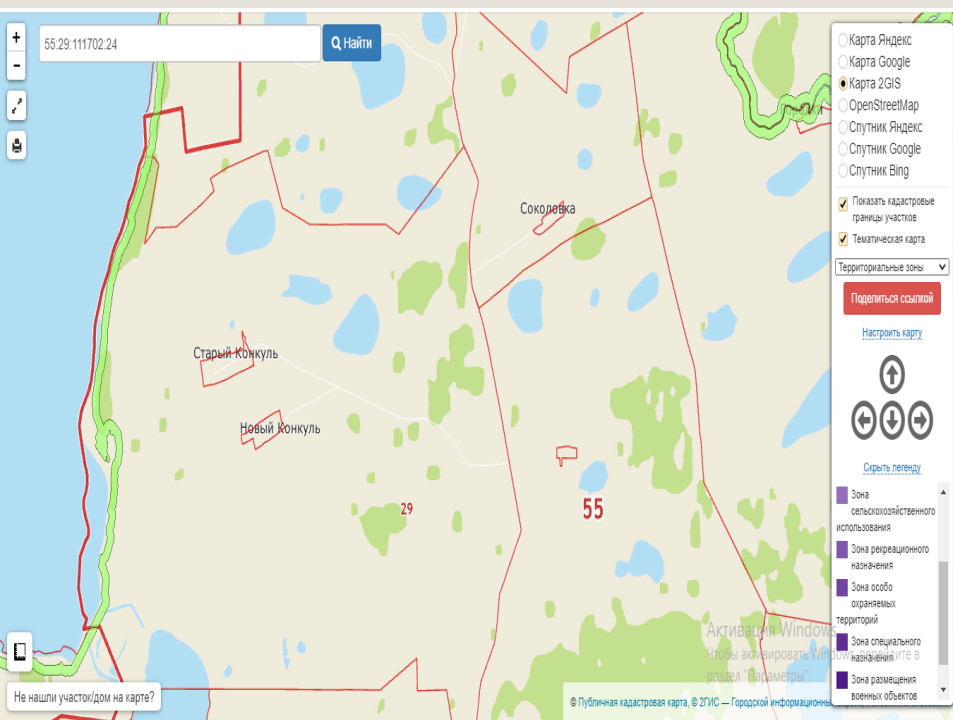 +
-
55:29:111702:24
Найти
Карта Яндекс
Карта Google
Карта 2GIS
OpenStreetMap
Спутник Яндекс
Спутник Google
Спутник Bing
Показать кадастровые
границы участков
Тематическая карта
Территориальные зоны
Поделиться ссылкой
Настроить карту
Скрыть легенду
Зона
сельскохозяйственного
использования
Зона рекреационного
назначения
Зона особо
охраняемых
территорий
Зона специального
назначения
Зона размещения
военных объектов
Соколовка
Старый Конкуль
Новый Конкуль
29
55
Активация Windows
Чтобы активировать Windows, перейдите в
раздел "Параметры".
Не нашли участок/дом на карте?
© Публичная кадастровая карта, © 2ГИС — Городской информационный